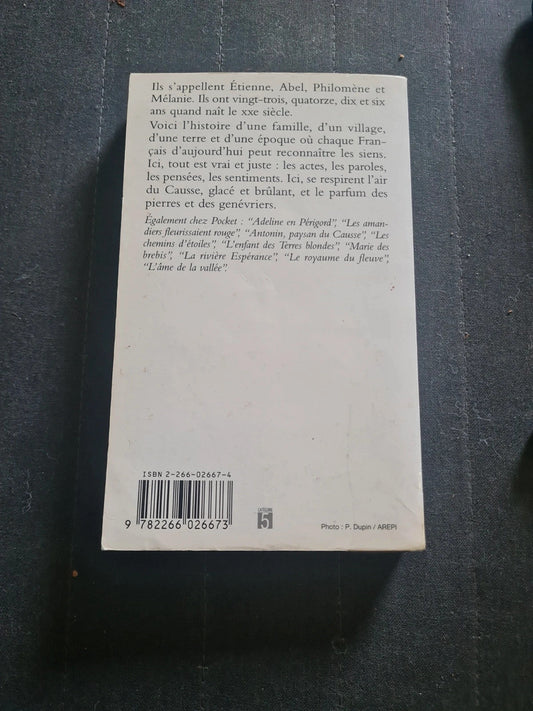 Ils s'appellent Étienne, Abel, Philomène et
Mélanie. Ils ont vingt-trois, quatorze, dix et six
ans quand naît le XXe siècle.
Voici l'histoire d'une famille, d'un village,
d'une terre et d'une époque où chaque Fran-
çais d'aujourd'hui peut reconnaître les siens.
Ici, tout est vrai et juste : les actes, les paroles,
les pensées, les sentiments. Ici, se respirent l'air
du Causse, glacé et brûlant, et le parfum des
pierres et des genévriers.
Également chez Pocket : "Adeline en Périgord", "Les aman-
diers fleurissaient rouge", "Antonin, paysan du Causse", "Les
chemins d'étoiles", "L'enfant des Terres blondes", "Marie des
brebis", "La rivière Espérance", "Le royaume du fleuve",
"L'âme de la vallée".
ISBN 2-266-02667-4
9 782266 026673
CATÉGORIE
5
Photo : P. Dupin / AREPI